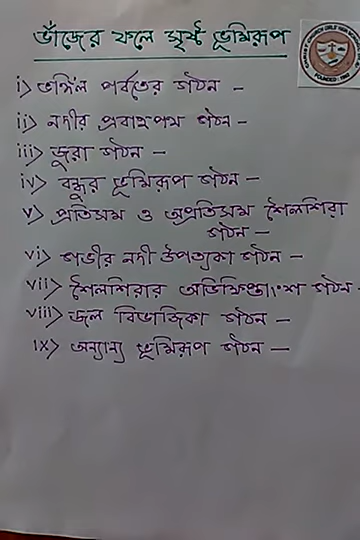 ভাঁজের ফলে সৃষ্ট ভূমিরূপ
i> ভঙ্গিল পর্বতের গঠন –
ii> নদীর প্রবাহপথ গঠন –
iii> জুরা গঠন –
iv> বন্ধুর ভূমিরূপ গঠন –
v> প্রতিসম ও অপ্রতিসম শৈলশিরা
গঠন –
vi> গভীর নদী উপত্যকা গঠন –
vii> শৈলশিরার অভিক্ষিপ্তাংশ গঠন –
viii> জল বিভাজিকা গঠন –
ix> অন্যান্য ভূমিরূপ গঠন –